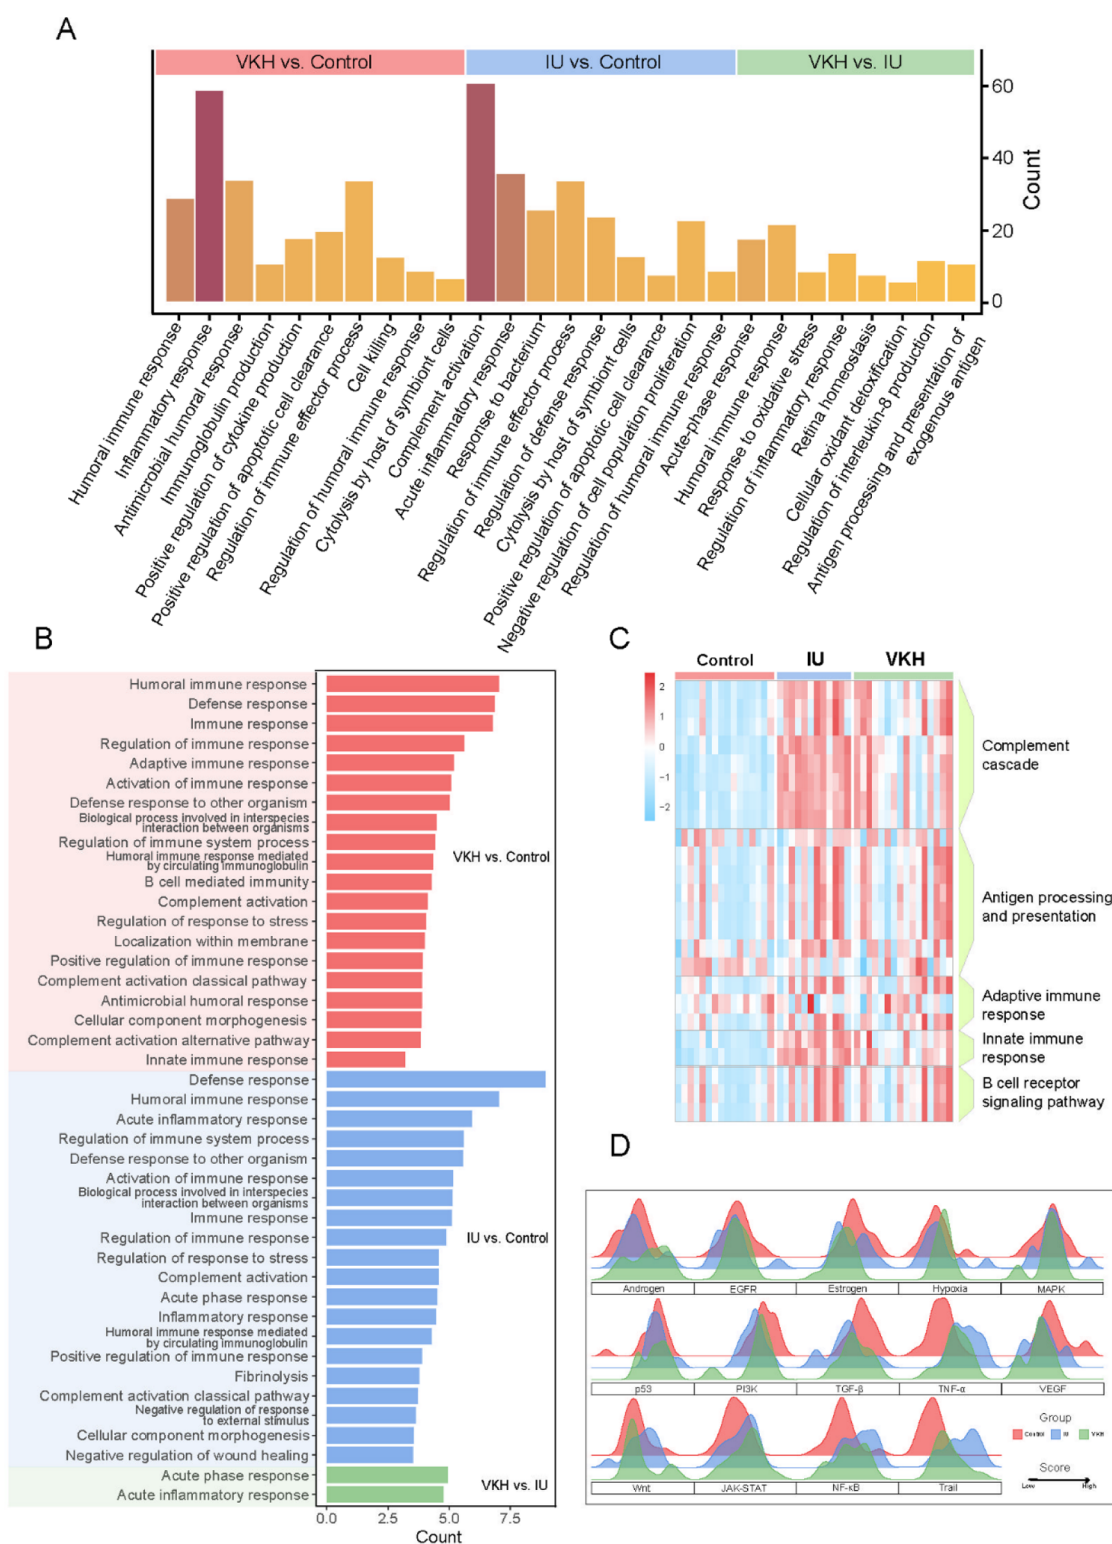 A
VKH vs. Control
IU vs. Control
VKH vs. IU
60
40
20
0
Count
Humoral immune response
Inflammatory response
Antimicrobial humoral response
Immunoglobulin production
Positive regulation of cytokine production
Positive regulation of apoptotic cell clearance
Regulation of immune effector process
Cell killing
Regulation of humoral immune response
Cytolysis by host of symbiont cells
Complement activation
Acute inflammatory response
Response to bacterium
Regulation of immune effector process
Regulation of defense response
Cytolysis by host of symbiont cells
Positive regulation of apoptotic cell clearance
Negative regulation of cell population proliferation
Regulation of humoral immune response
Acute-phase response
Humoral immune response
Response to oxidative stress
Regulation of inflammatory response
Retina homeostasis
Cellular oxidant detoxification
Regulation of interleukin-8 production
Antigen processing and presentation of
exogenous antigen
B
Humoral immune response
Defense response
Immune response
Regulation of immune response
Adaptive immune response
Activation of immune response
Defense response to other organism
Biological process involved in interspecies
interaction between organisms
Regulation of immune system process
Humoral immune response mediated
by circulating immunoglobulin
B cell mediated immunity
Complement activation
Regulation of response to stress
Localization within membrane
Positive regulation of immune response
Complement activation classical pathway
Antimicrobial humoral response
Cellular component morphogenesis
Complement activation alternative pathway
Innate immune response
VKH vs. Control
Defense response
Humoral immune response
Acute inflammatory response
Regulation of immune system process
Defense response to other organism
Activation of immune response
Biological process involved in interspecies
interaction between organisms
Immune response
Regulation of immune response
Regulation of response to stress
Complement activation
Acute phase response
Inflammatory response
Humoral immune response mediated
by circulating immunoglobulin
Positive regulation of immune response
Fibrinolysis
Complement activation classical pathway
Negative regulation of response
to external stimulus
Cellular component morphogenesis
Negative regulation of wound healing
IU vs. Control
Acute phase response
Acute inflammatory response
VKH vs. IU
0.0 2.5 5.0 7.5
Count
C
Control IU VKH
2
1
0
−1
−2
Complement
cascade
Antigen processing
and presentation
Adaptive immune
response
Innate immune
response
B cell receptor
signaling pathway
D
Androgen EGFR Estrogen Hypoxia MAPK
p53 PI3K TGF-β TNF-α VEGF
Wnt JAK-STAT NF-κB Trail
Group
Control IU VKH
Score
Low High